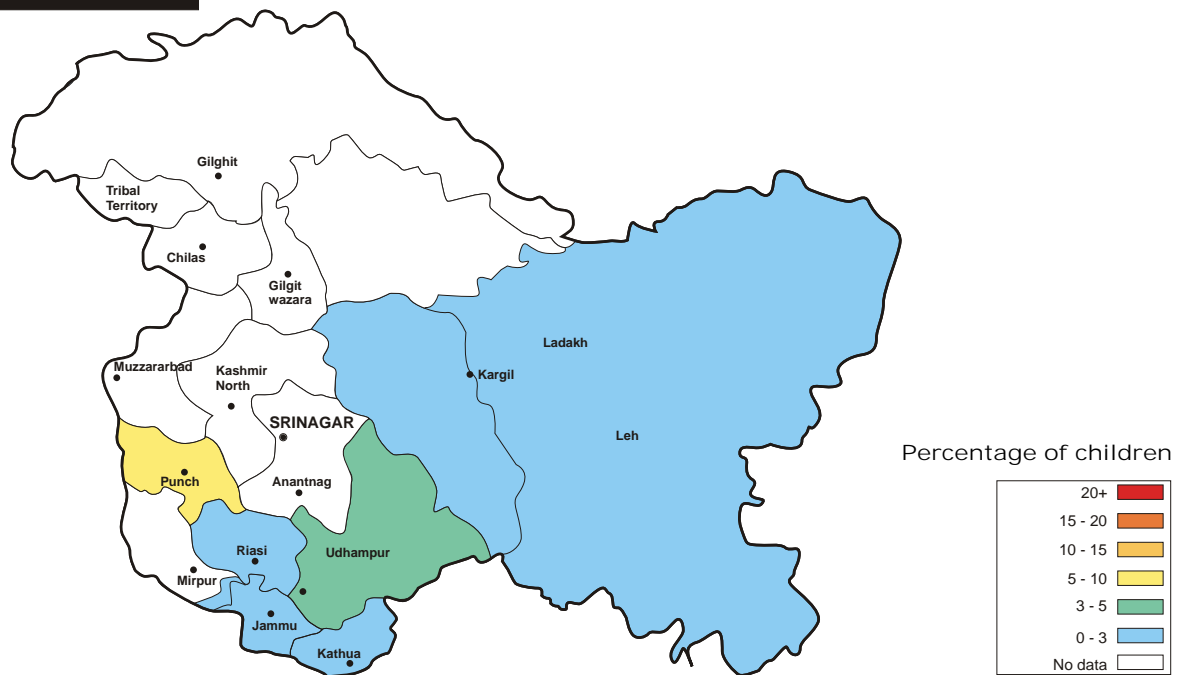 Gilghit
Tribal
Territory
Chilas
Gilgit
wazara
Ladakh
Muzzararbad
Kashmir
North
Kargil
SRINAGAR
Leh
Punch
Anantnag
Riasi
Udhampur
Mirpur
Jammu
Kathua
Percentage of children
20+
15 - 20
10 - 15
5 - 10
3 - 5
0 - 3
No data